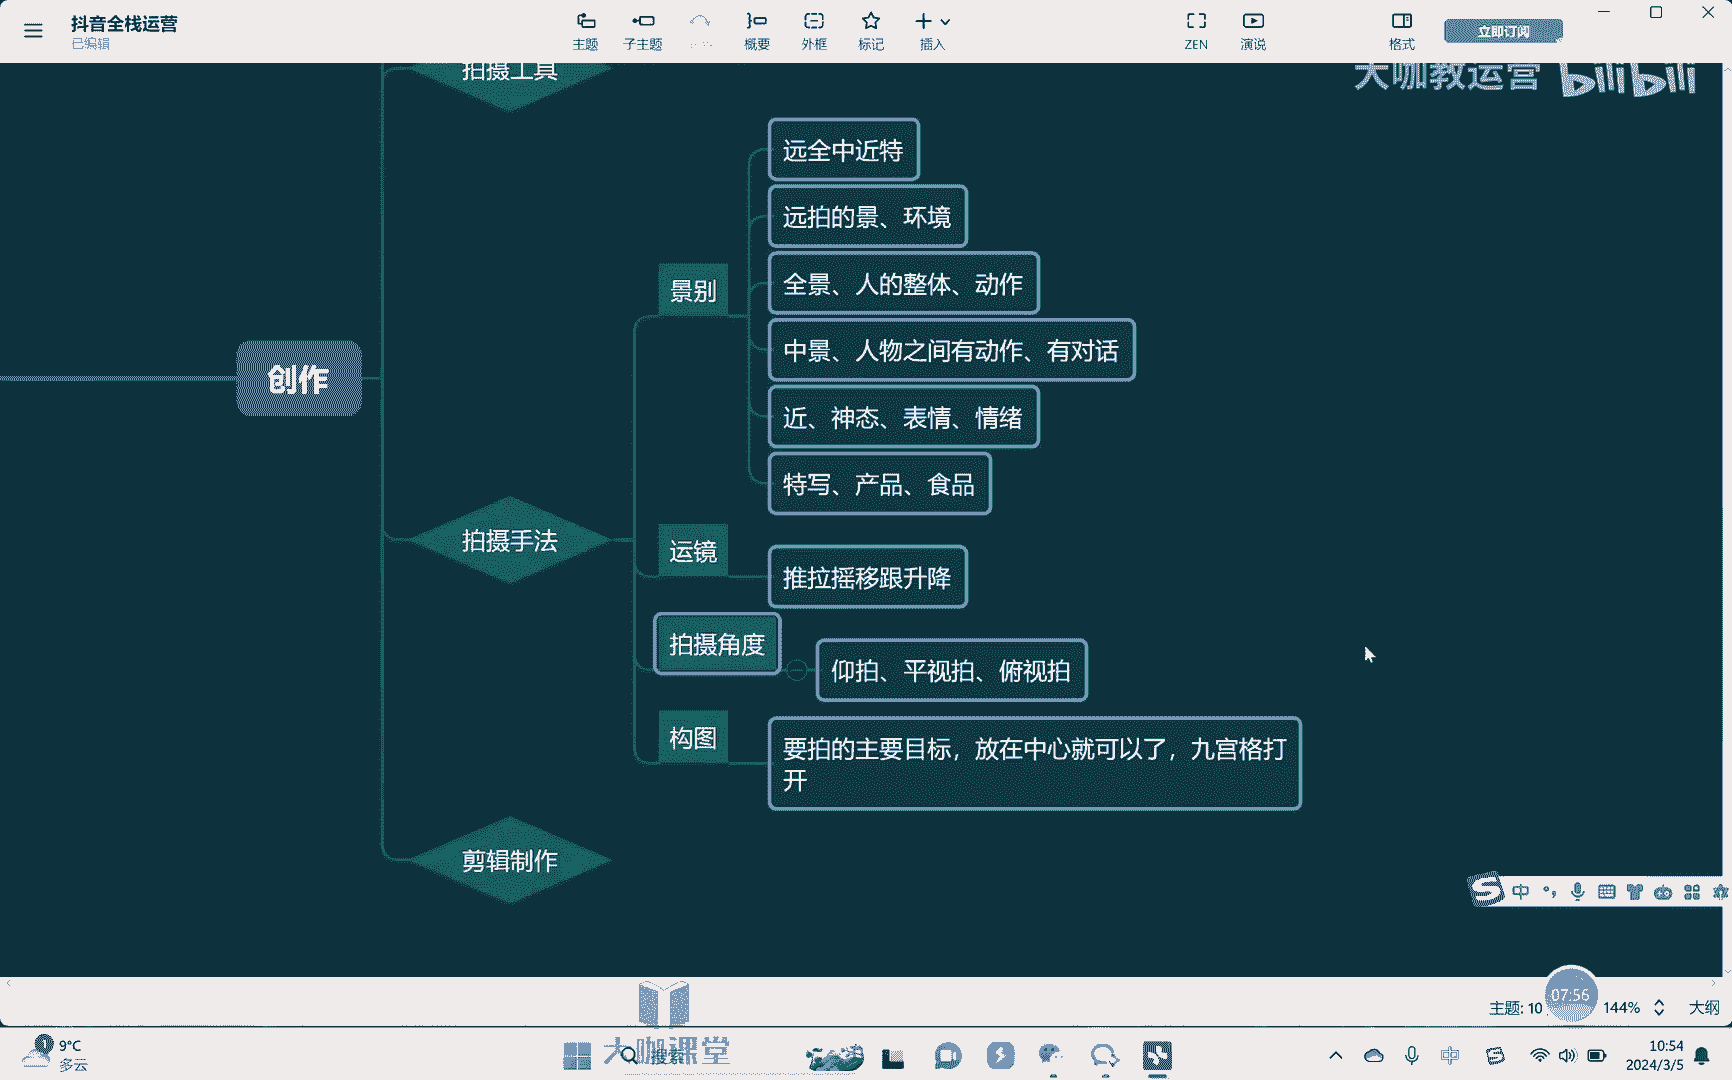 抖音全栈运营
已编辑
主题
子主题
概要
外框
标记
插入
ZEN
演说
格式
立即订阅
大咖教运营 bilibili
拍摄工具
远全中近特
远拍的景、环境
景别
全景、人的整体、动作
中景、人物之间有动作、有对话
创作
近、神态、表情、情绪
特写、产品、食品
拍摄手法
运镜
推拉摇移跟升降
拍摄角度
仰拍、平视拍、俯视拍
构图
要拍的主要目标，放在中心就可以了，九宫格打
开
剪辑制作
中
主题: 10
07:56
144%
大纲
1
9°C
多云
大咖课堂
搜索
中
10:54
2024/3/5